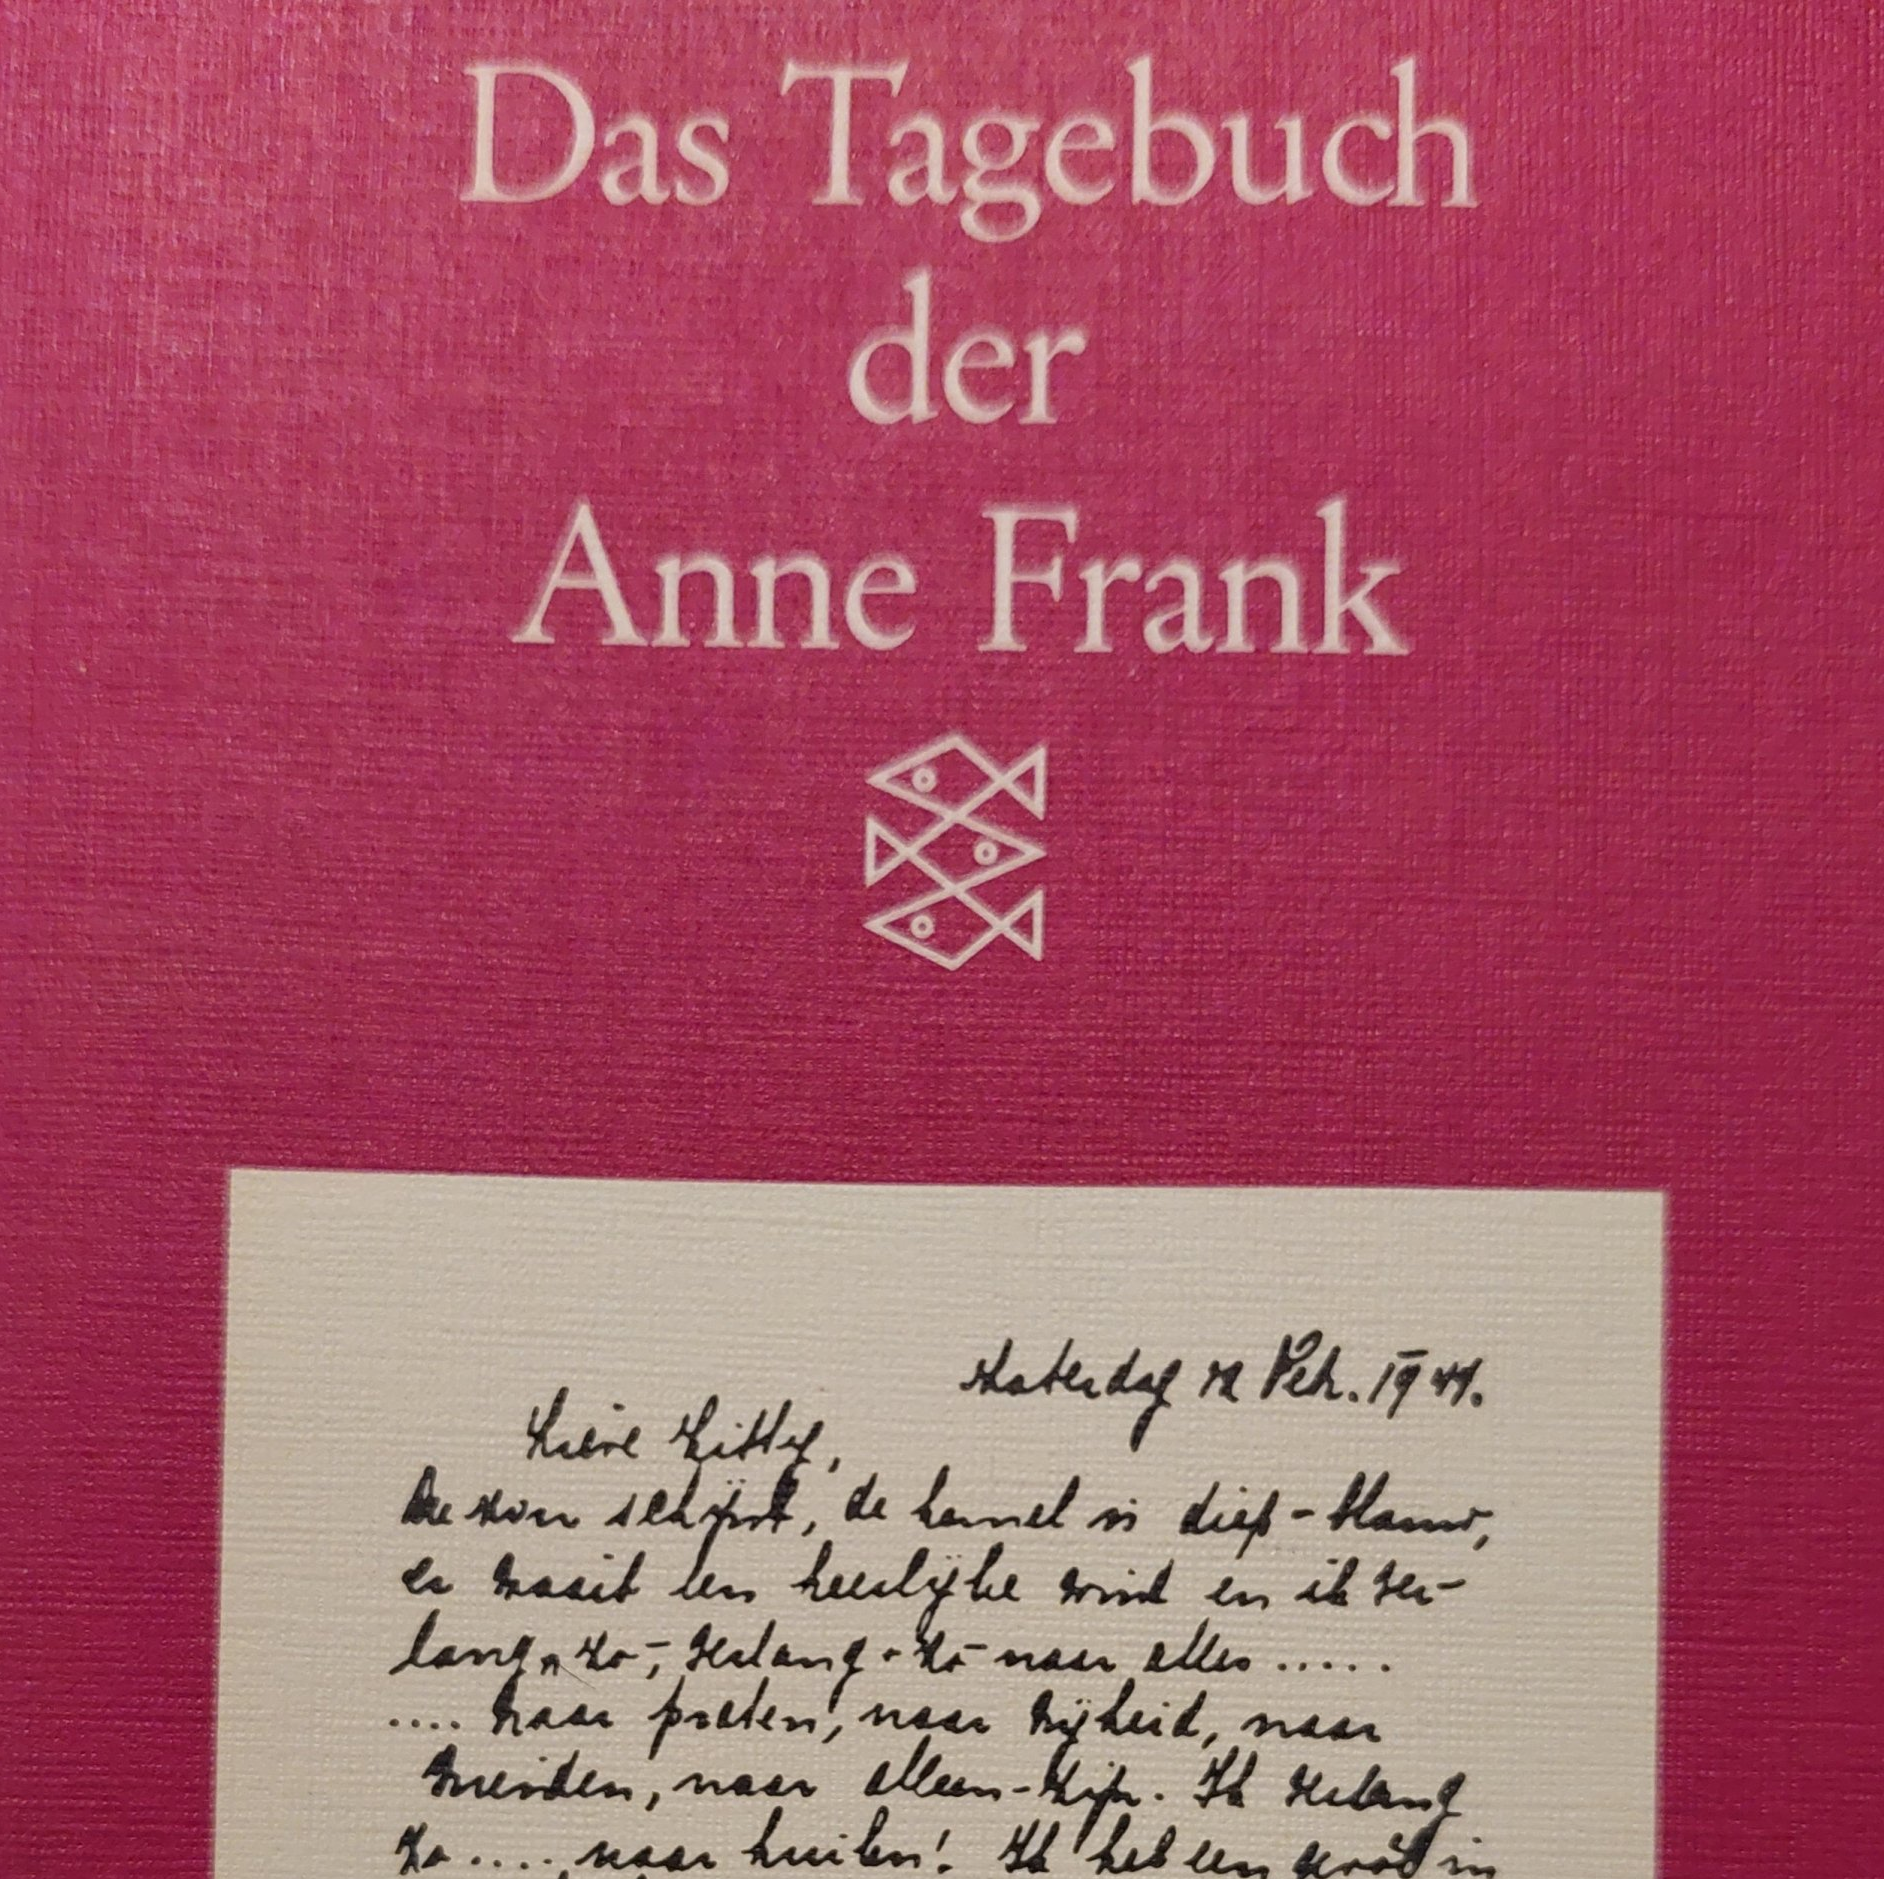 Das Tagebuch
der
Anne Frank
Zaterdag 12 Feb. 1944.
Lieve Kitty,
De zon schijnt, de hemel is diep-blauw,
er waait een heerlijke wind en ik ver-
lang zo-, verlang zo- naar alles.....
.... Naar praten, naar vrijheid, naar
vrienden, naar alleen-zijn. Ik verlang
zo.... naar huilen! Ik heb een gevoel in